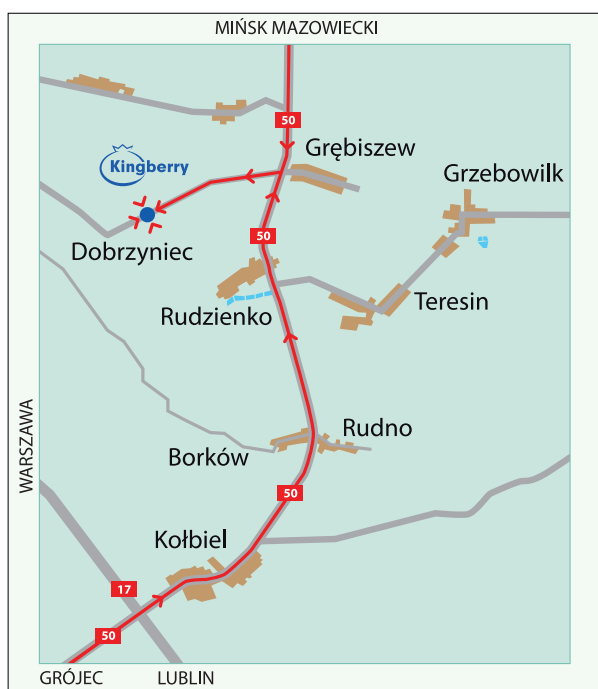 MIŃSK MAZOWIECKI
50
Grębiszew
Kingberry
Grzebowilk
50
Dobrzyniec
Teresin
Rudzienko
Rudno
Borków
WARSZAWA
50
Kołbiel
17
50
GRÓJEC
LUBLIN